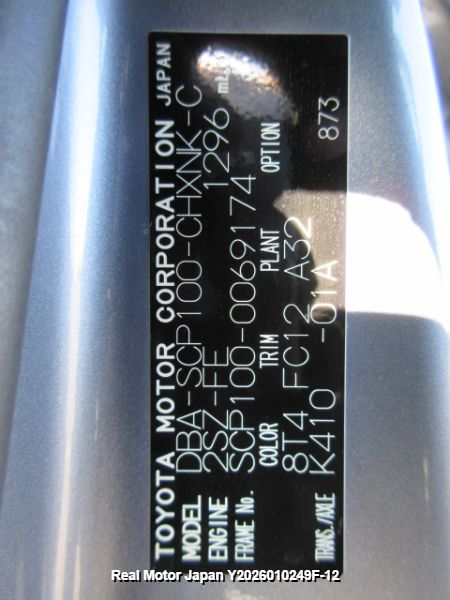 TOYOTA MOTOR CORPORATION JAPAN
MODEL DBA-SCP100-CHXNK-C
ENGINE 2SZ-FE 1296 mL
FRAME No. SCP100-0069174
COLOR TRIM PLANT OPTION
8T4 FC12 A32
TRANS./AXLE K410 -01A 873
Real Motor Japan Y2026010249F-12